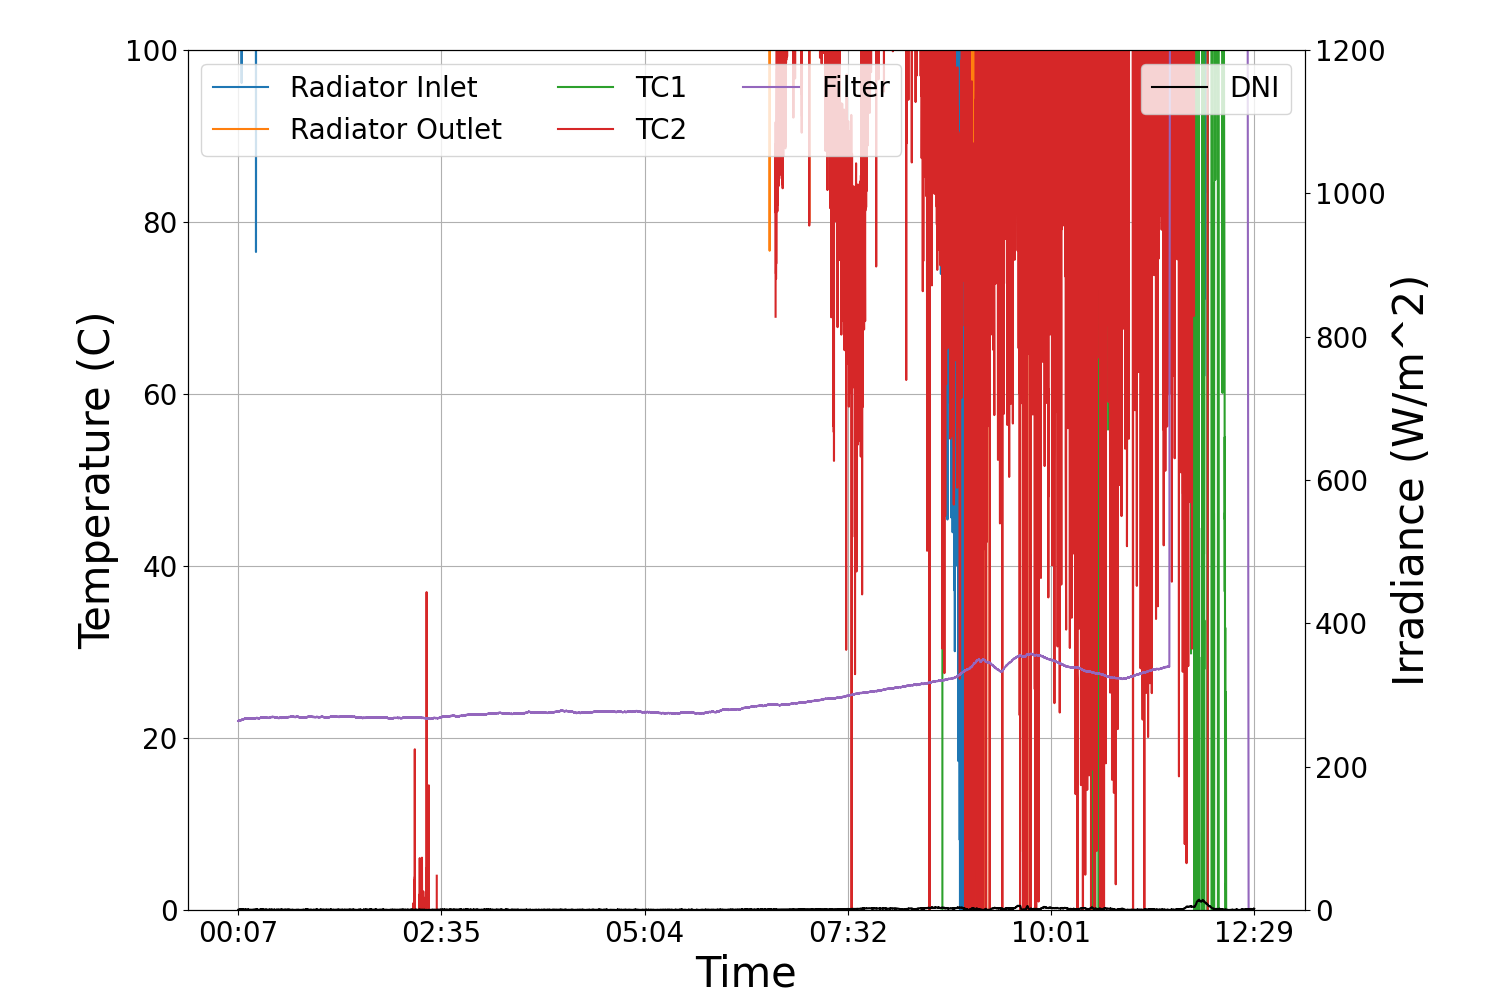 100
80
60
40
20
0
Temperature (C)
Radiator Inlet
Radiator Outlet
TC1
TC2
Filter
DNI
1200
1000
800
600
400
200
0
Irradiance (W/m^2)
00:07 02:35 05:04 07:32 10:01 12:29
Time